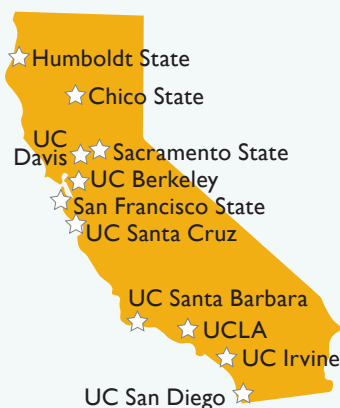 Humboldt State
Chico State
UC
Davis
Sacramento State
UC Berkeley
San Francisco State
UC Santa Cruz
UC Santa Barbara
UCLA
UC Irvine
UC San Diego